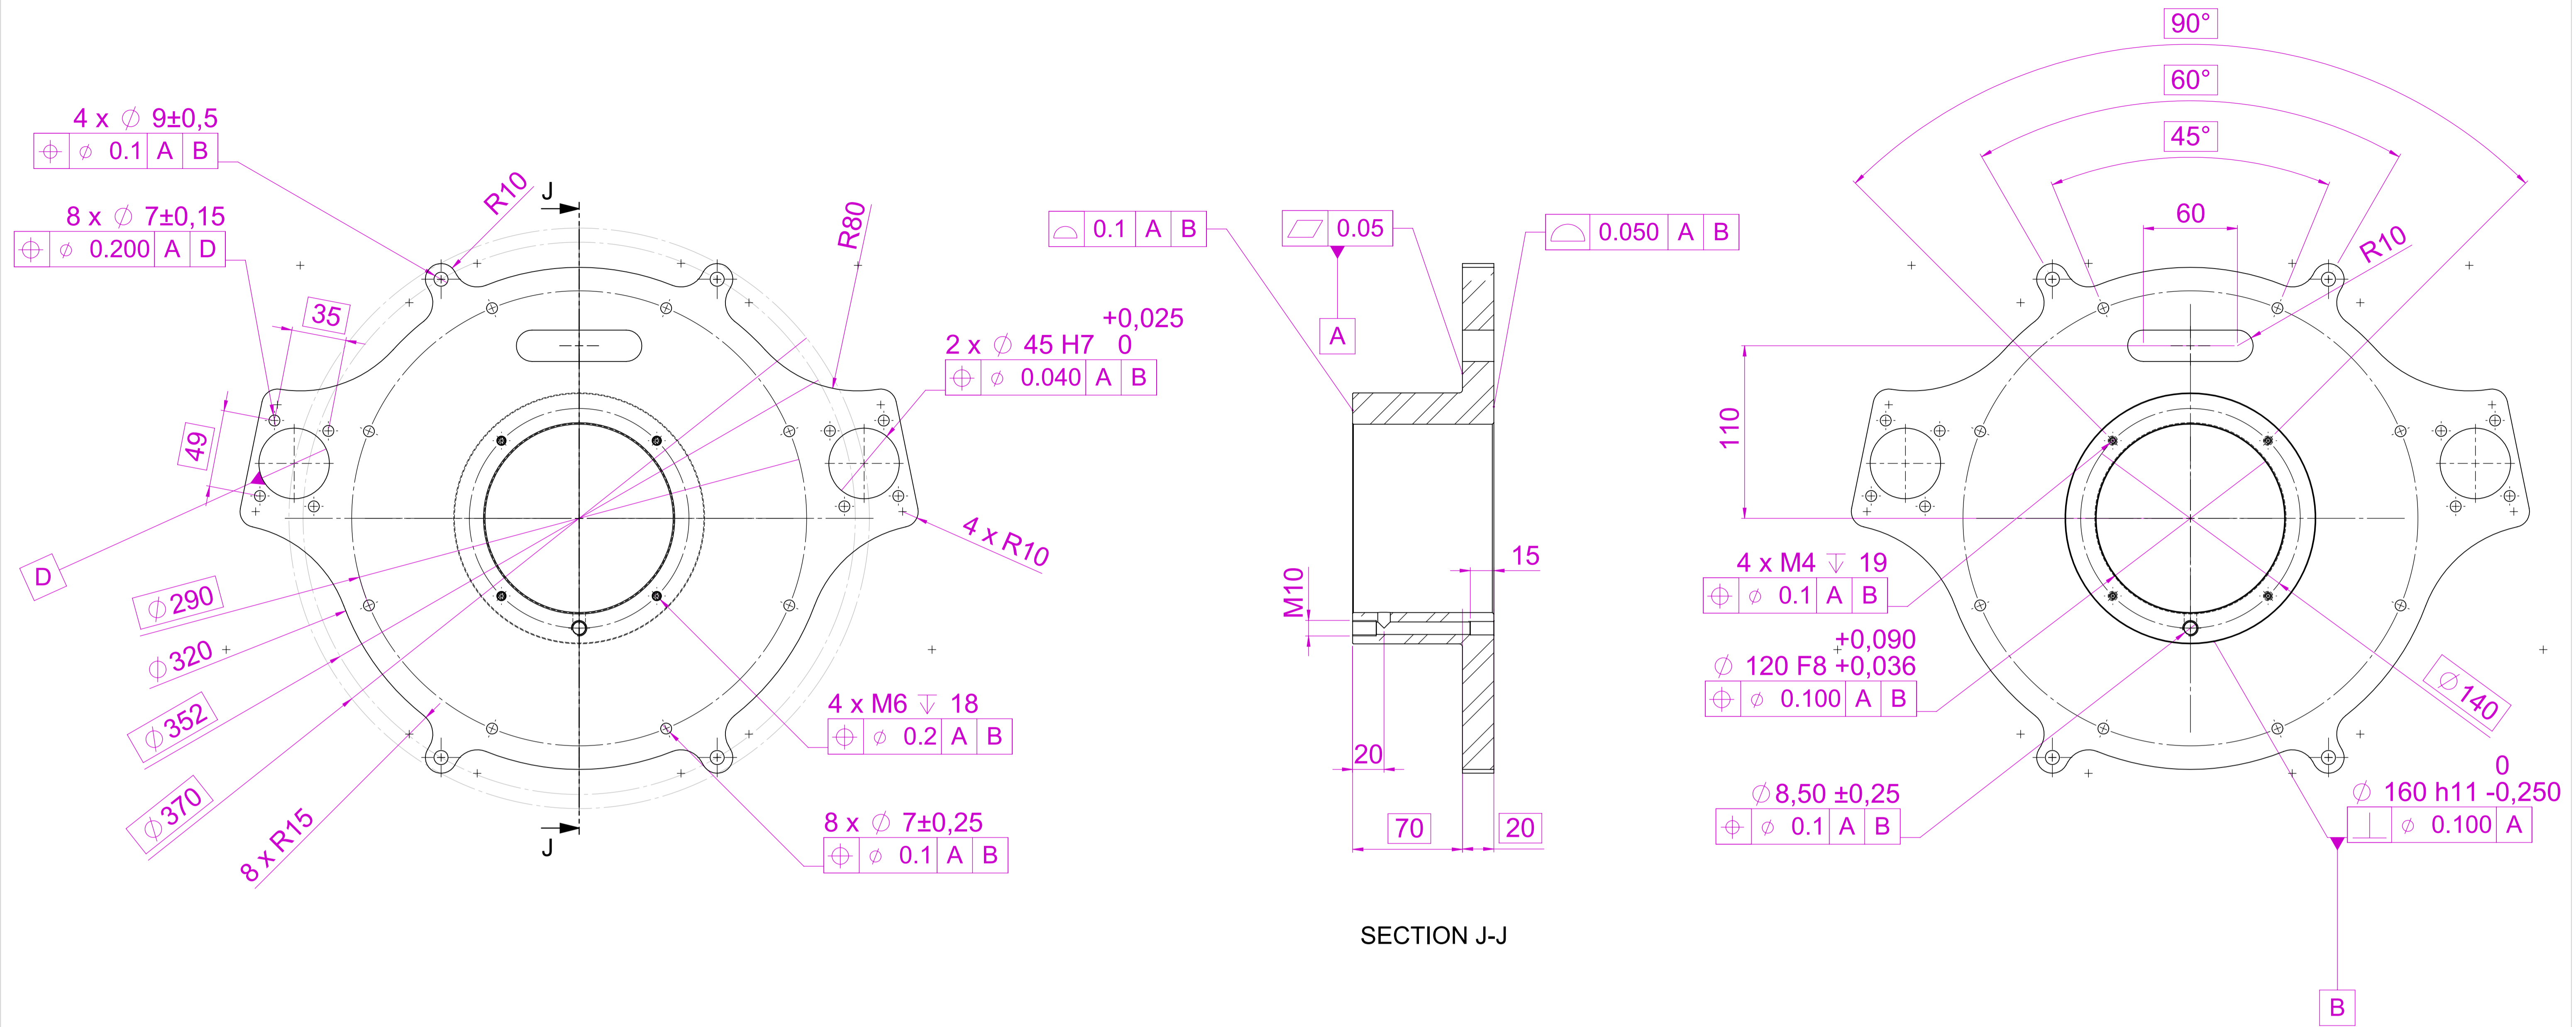 4 x ⌀ 9±0,5
⌖ ⌀ 0.1 A B
8 x ⌀ 7±0,15
⌖ ⌀ 0.200 A D
R10
J
R80
35
49
2 x ⌀ 45 H7 +0,025 0
⌖ ⌀ 0.040 A B
D
⌀290
⌀320
⌀352
⌀370
8 x R15
4 x R10
4 x M6 ↧ 18
⌖ ⌀ 0.2 A B
8 x ⌀ 7±0,25
⌖ ⌀ 0.1 A B
J
⌓ 0.1 A B
⏥ 0.05
A
⌓ 0.050 A B
M10
15
20
70
20
SECTION J-J
90°
60°
45°
60
R10
110
4 x M4 ↧ 19
⌖ ⌀ 0.1 A B
⌀ 120 F8 +0,090 +0,036
⌖ ⌀ 0.100 A B
⌀8,50 ±0,25
⌖ ⌀ 0.1 A B
⌀140
⌀ 160 h11 0 -0,250
⟂ ⌀ 0.100 A
B